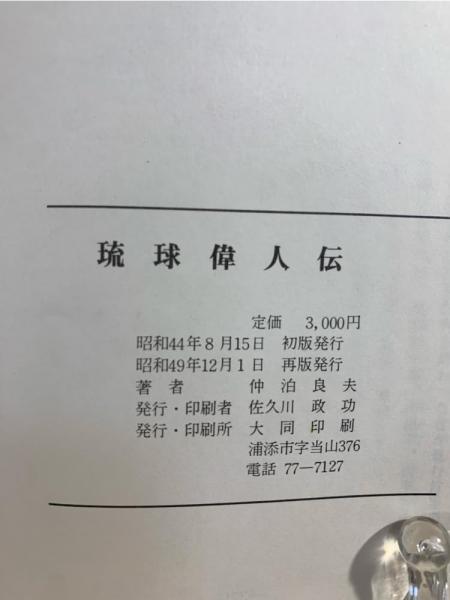 琉球偉人伝
定価 3,000円
昭和44年8月15日 初版発行
昭和49年12月1日 再版発行
著者 仲泊良夫
発行・印刷者 佐久川政功
発行・印刷所 大同印刷
浦添市字当山376
電話 77―7127